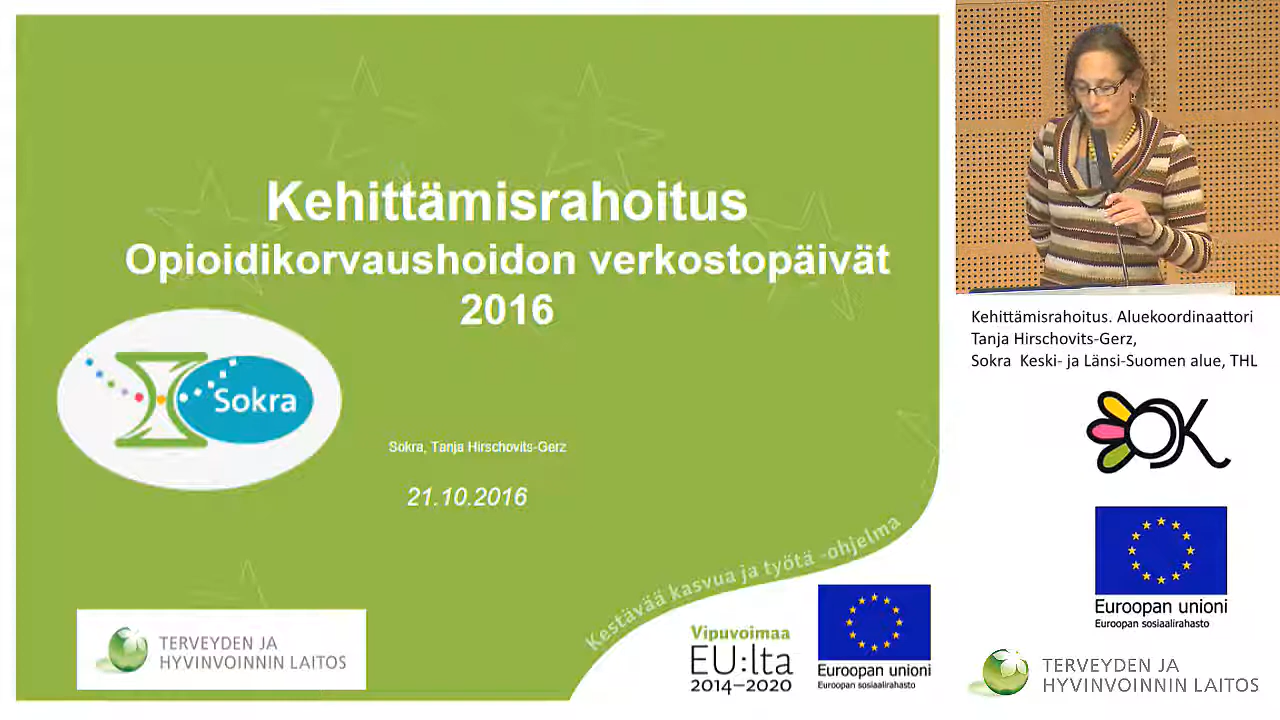 Kehittämisrahoitus
Opioidikorvaushoidon verkostopäivät
2016
Sokra
Sokra, Tanja Hirschovits-Gerz
21.10.2016
Kestävää kasvua ja työtä -ohjelma
TERVEYDEN JA
HYVINVOINNIN LAITOS
Vipuvoimaa
EU:lta
2014–2020
Euroopan unioni
Euroopan sosiaalirahasto
Kehittämisrahoitus. Aluekoordinaattori
Tanja Hirschovits-Gerz,
Sokra Keski- ja Länsi-Suomen alue, THL
OK
Euroopan unioni
Euroopan sosiaalirahasto
TERVEYDEN JA
HYVINVOINNIN LAITOS